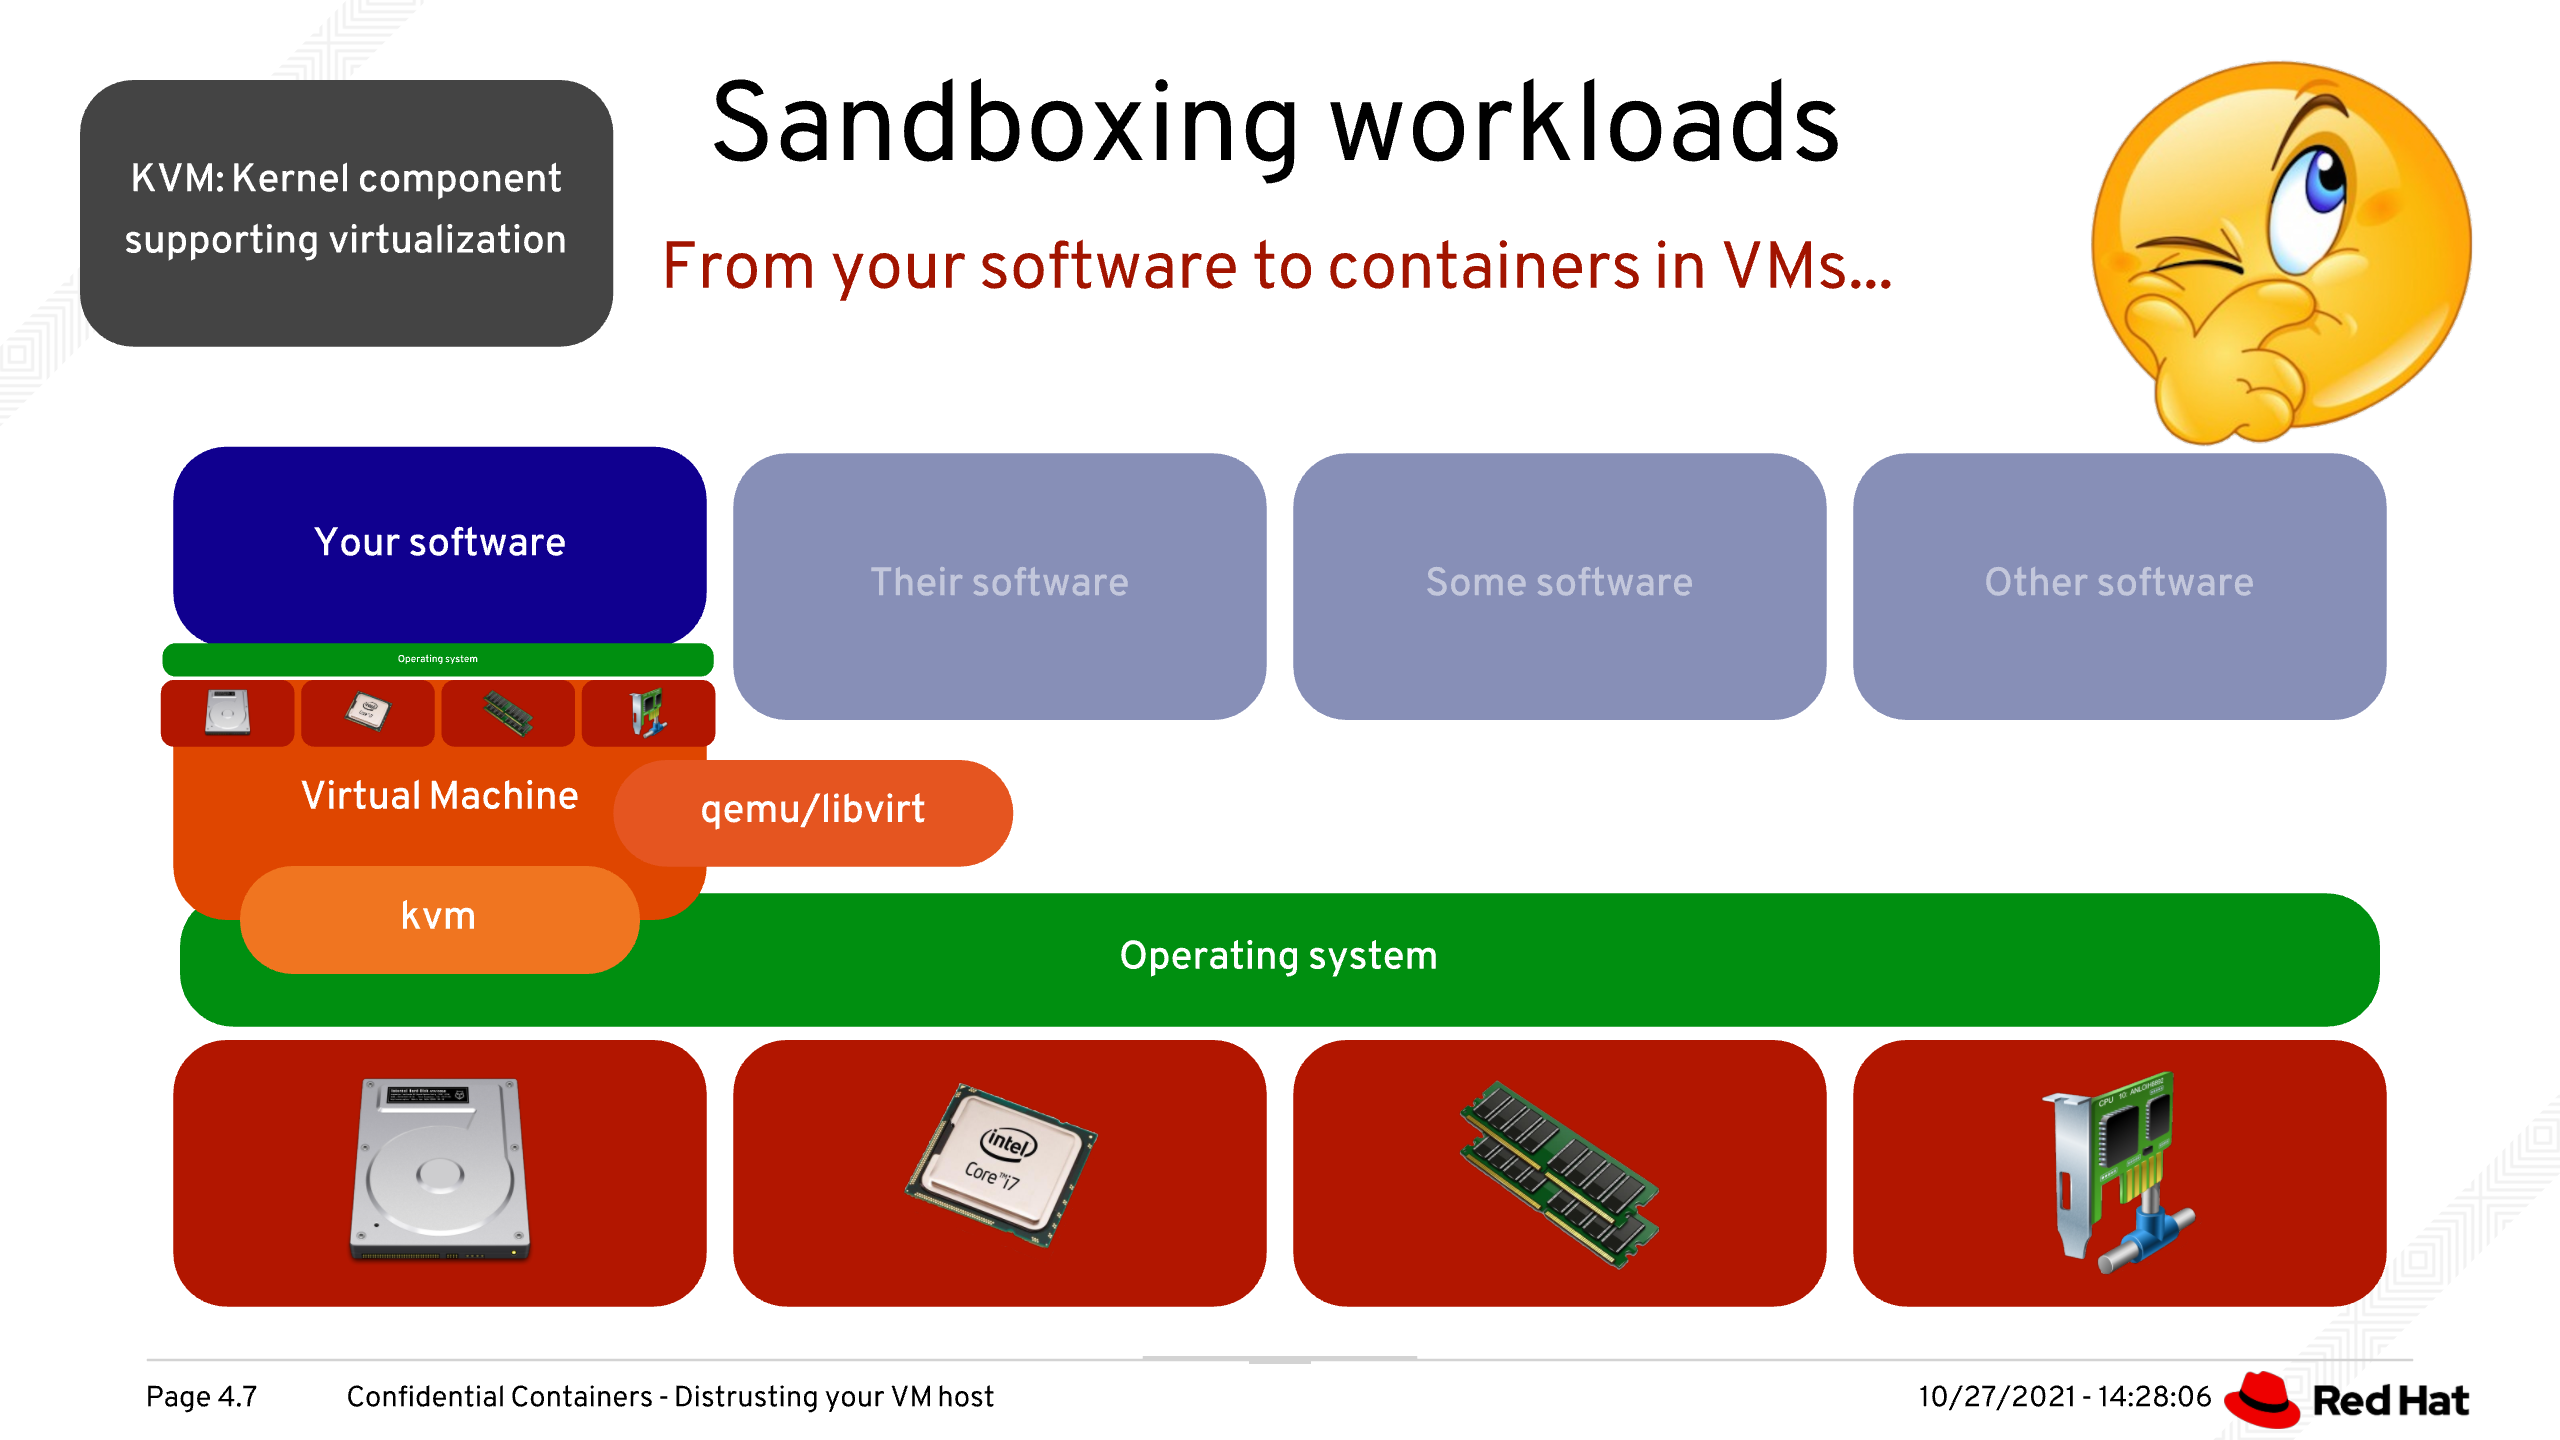 Sandboxing workloads
KVM: Kernel component
supporting virtualization
From your software to containers in VMs...
Your software
Their software
Some software
Other software
Operating system
Virtual Machine
qemu/libvirt
kvm
Operating system
intel
Core™i7
Page 4.7
Confidential Containers - Distrusting your VM host
10/27/2021 - 14:28:06
Red Hat